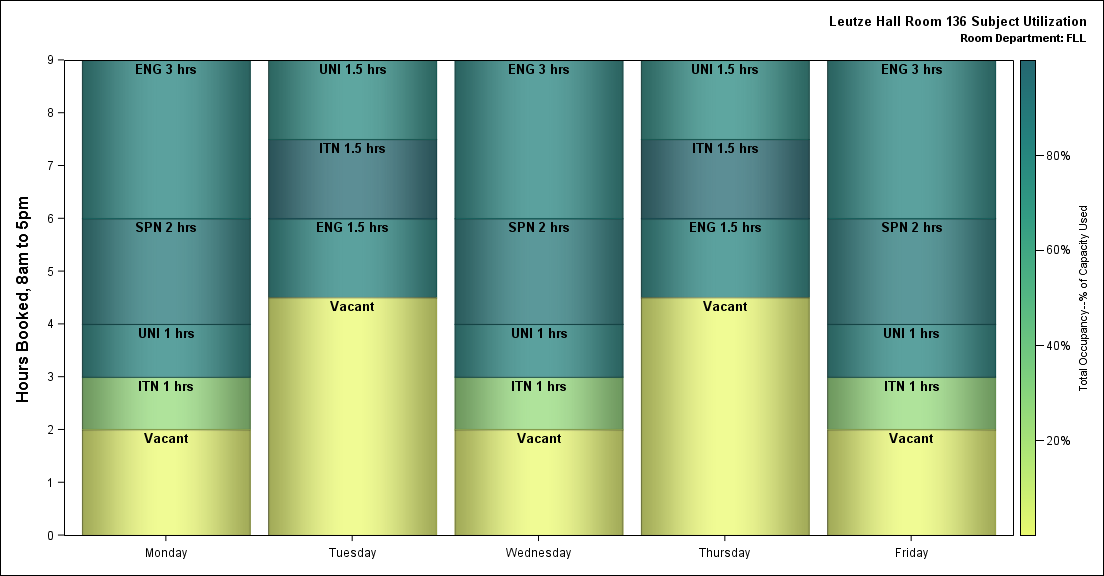 Leutze Hall Room 136 Subject Utilization
Room Department: FLL
Hours Booked, 8am to 5pm
9
8
7
6
5
4
3
2
1
0
ENG 3 hrs
SPN 2 hrs
UNI 1 hrs
ITN 1 hrs
Vacant
Monday
UNI 1.5 hrs
ITN 1.5 hrs
ENG 1.5 hrs
Vacant
Tuesday
ENG 3 hrs
SPN 2 hrs
UNI 1 hrs
ITN 1 hrs
Vacant
Wednesday
UNI 1.5 hrs
ITN 1.5 hrs
ENG 1.5 hrs
Vacant
Thursday
ENG 3 hrs
SPN 2 hrs
UNI 1 hrs
ITN 1 hrs
Vacant
Friday
80%
60%
40%
20%
Total Occupancy--% of Capacity Used